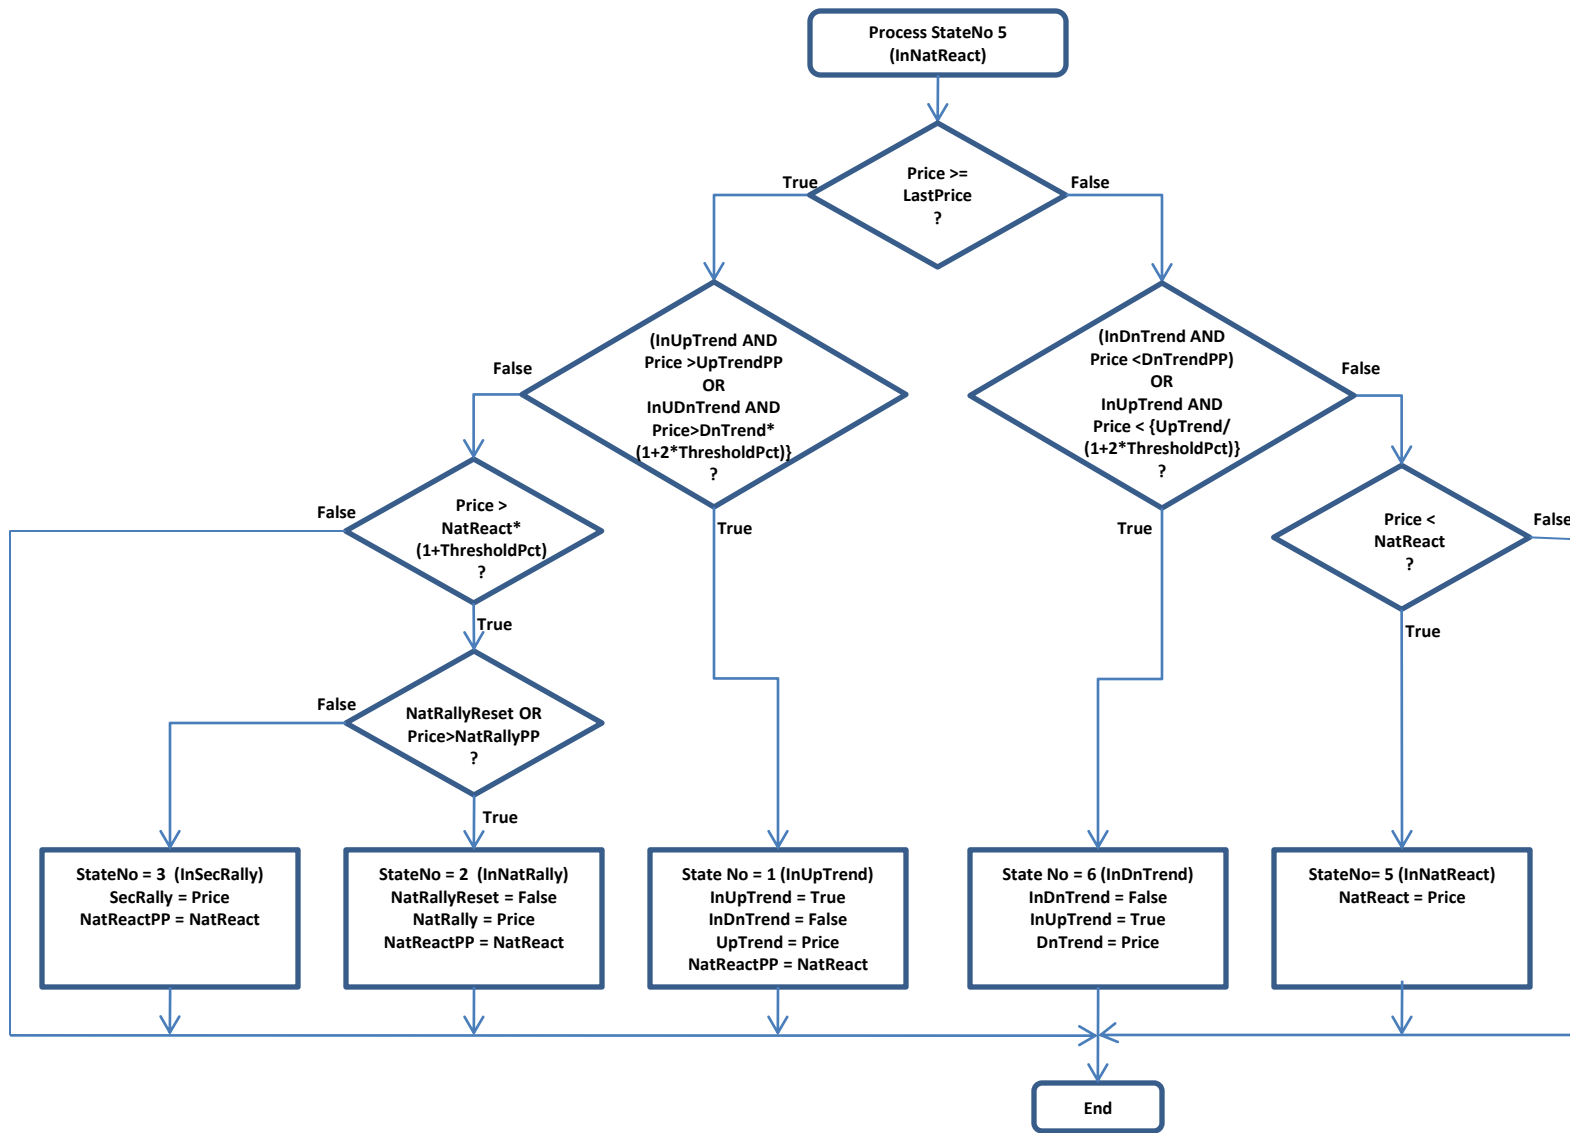 Process StateNo 5
(InNatReact)
Price >=
LastPrice
?
True
False
(InUpTrend AND
Price >UpTrendPP
OR
InUDnTrend AND
Price>DnTrend*
(1+2*ThresholdPct)}
?
False
True
(InDnTrend AND
Price <DnTrendPP)
OR
InUpTrend AND
Price < {UpTrend/
(1+2*ThresholdPct)}
?
False
True
Price >
NatReact*
(1+ThresholdPct)
?
False
True
Price <
NatReact
?
False
True
NatRallyReset OR
Price>NatRallyPP
?
False
True
StateNo = 3  (InSecRally)
SecRally = Price
NatReactPP = NatReact
StateNo = 2  (InNatRally)
NatRallyReset = False
NatRally = Price
NatReactPP = NatReact
State No = 1 (InUpTrend)
InUpTrend = True
InDnTrend = False
UpTrend = Price
NatReactPP = NatReact
State No = 6 (InDnTrend)
InDnTrend = False
InUpTrend = True
DnTrend = Price
StateNo= 5 (InNatReact)
NatReact = Price
End